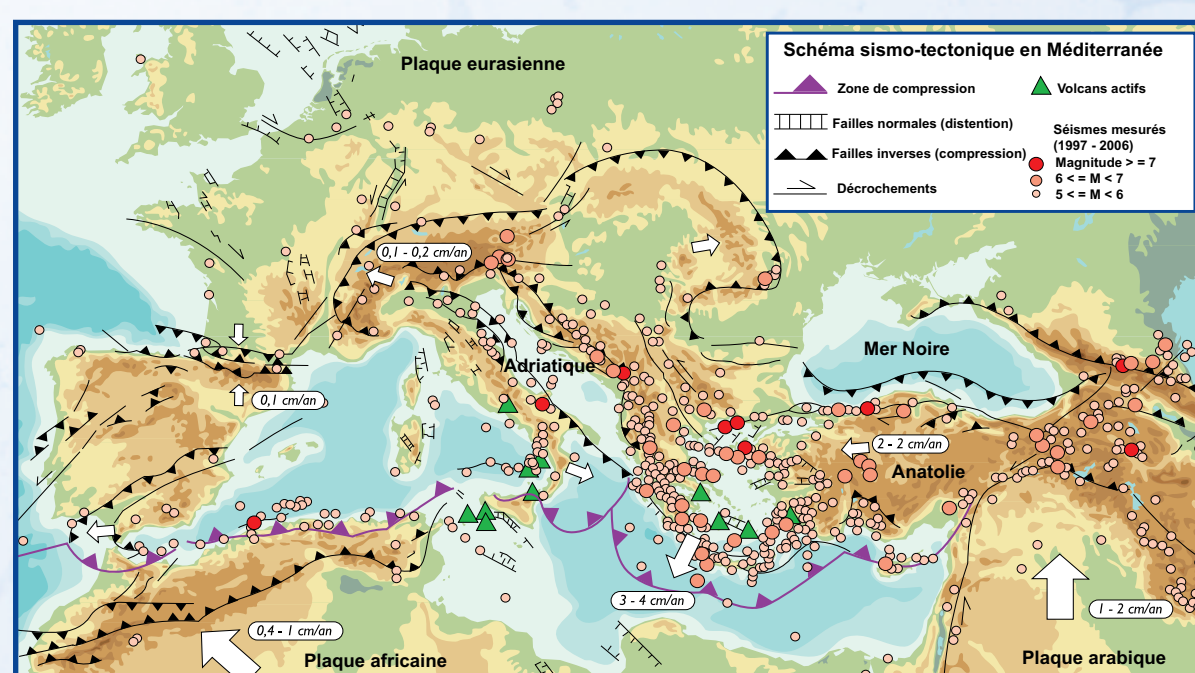 Schéma sismo-tectonique en Méditerranée
Zone de compression
Failles normales (distention)
Failles inverses (compression)
Décrochements
Volcans actifs
Séismes mesurés
(1997 - 2006)
Magnitude > = 7
6 < = M < 7
5 < = M < 6
Plaque eurasienne
0,1 - 0,2 cm/an
Mer Noire
Adriatique
0,1 cm/an
2 - 2 cm/an
Anatolie
3 - 4 cm/an
1 - 2 cm/an
0,4 - 1 cm/an
Plaque africaine
Plaque arabique